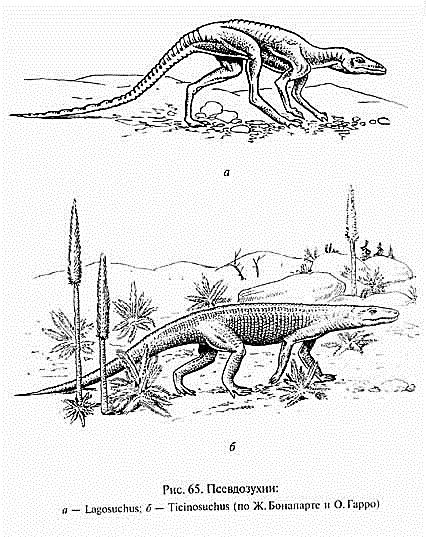 а
б
Рис. 65. Псевдозухии:
а — Lagosuchus; б — Ticinosuchus (по Ж. Бонапарте и О. Гарро)